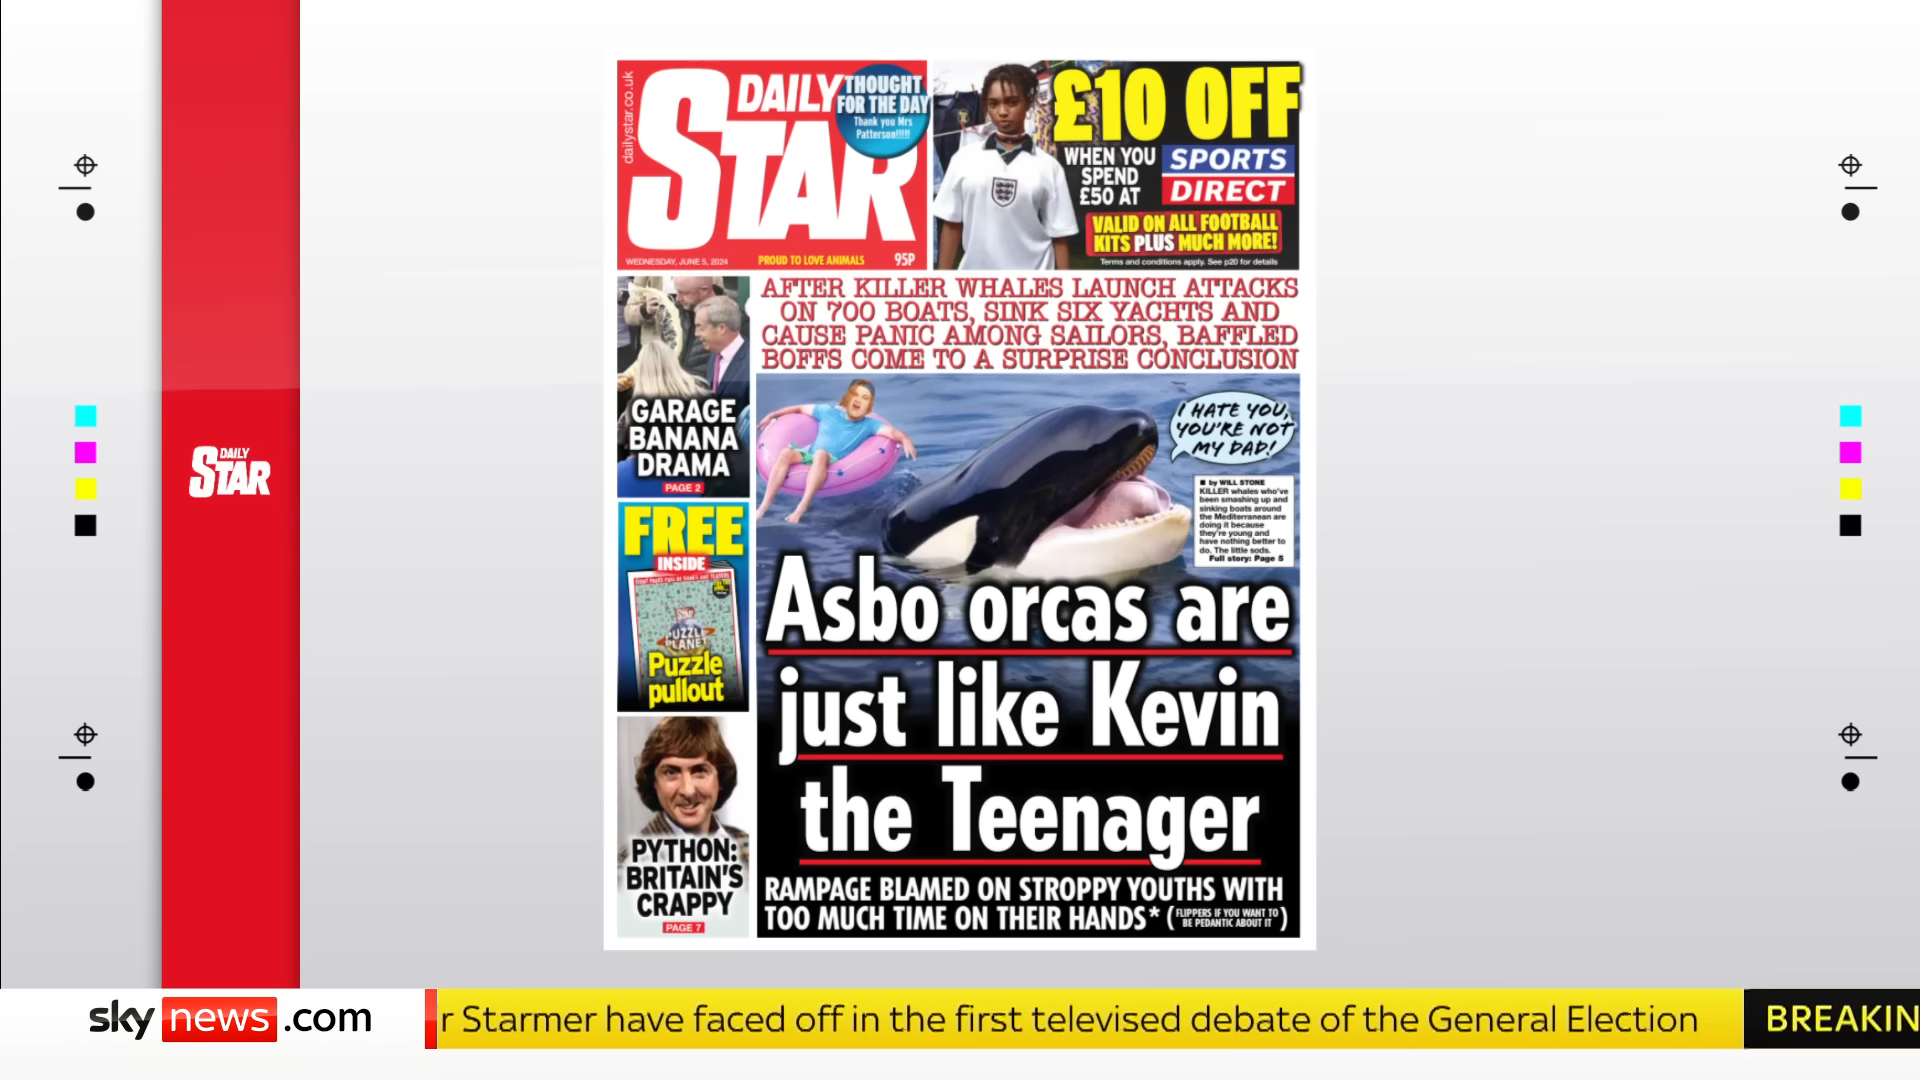 dailystar.co.uk
DAILY
STAR
THOUGHT
FOR THE DAY
Thank you Mrs
Patterson!!!!!
WEDNESDAY, JUNE 5, 2024
PROUD TO LOVE ANIMALS
95P
£10 OFF
WHEN YOU
SPEND
£50 AT
SPORTS
DIRECT
VALID ON ALL FOOTBALL
KITS PLUS MUCH MORE!
Terms and conditions apply. See p20 for details
AFTER KILLER WHALES LAUNCH ATTACKS
ON 700 BOATS, SINK SIX YACHTS AND
CAUSE PANIC AMONG SAILORS, BAFFLED
BOFFS COME TO A SURPRISE CONCLUSION
GARAGE
BANANA
DRAMA
PAGE 2
FREE
INSIDE
PUZZLE
PLANET
Puzzle
pullout
PYTHON:
BRITAIN'S
CRAPPY
PAGE 7
I HATE YOU,
YOU'RE NOT
MY DAD!
■ by WILL STONE
KILLER whales who've
been smashing up and
sinking boats around
the Mediterranean are
doing it because
they're young and
have nothing better to
do. The little sods.
Full story: Page 5
Asbo orcas are
just like Kevin
the Teenager
RAMPAGE BLAMED ON STROPPY YOUTHS WITH
TOO MUCH TIME ON THEIR HANDS* (FLIPPERS IF YOU WANT TO
BE PEDANTIC ABOUT IT)
DAILY
STAR
sky news.com
r Starmer have faced off in the first televised debate of the General Election
BREAKIN